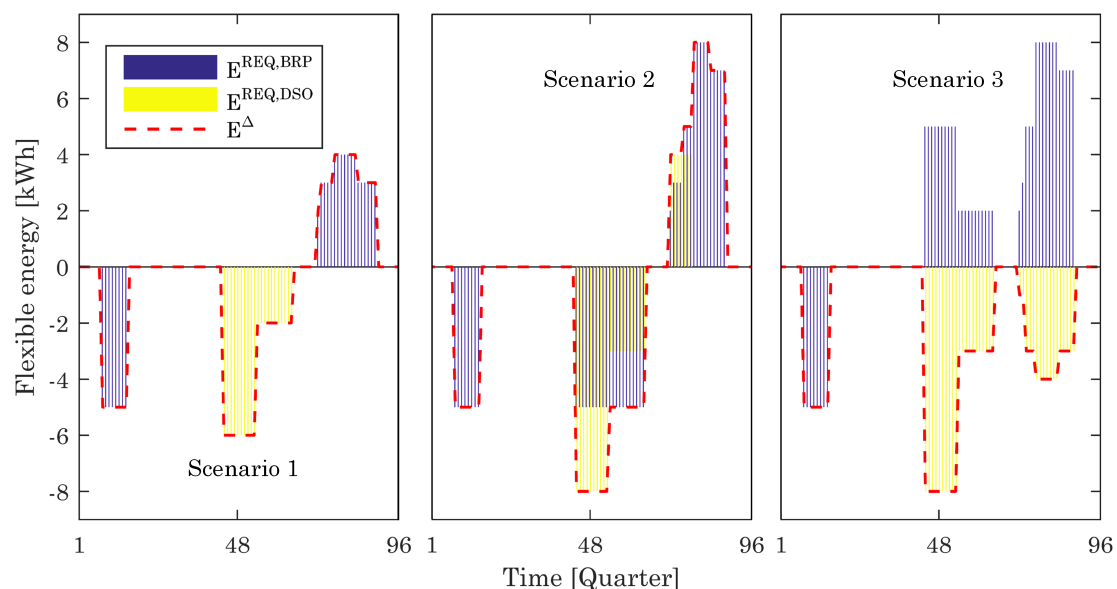 8
6
4
2
0
-2
-4
-6
-8
Flexible energy [kWh]
E^REQ,BRP
E^REQ,DSO
E^Δ
Scenario 1
Scenario 2
Scenario 3
1 48 96
1 48 96
1 48 96
Time [Quarter]